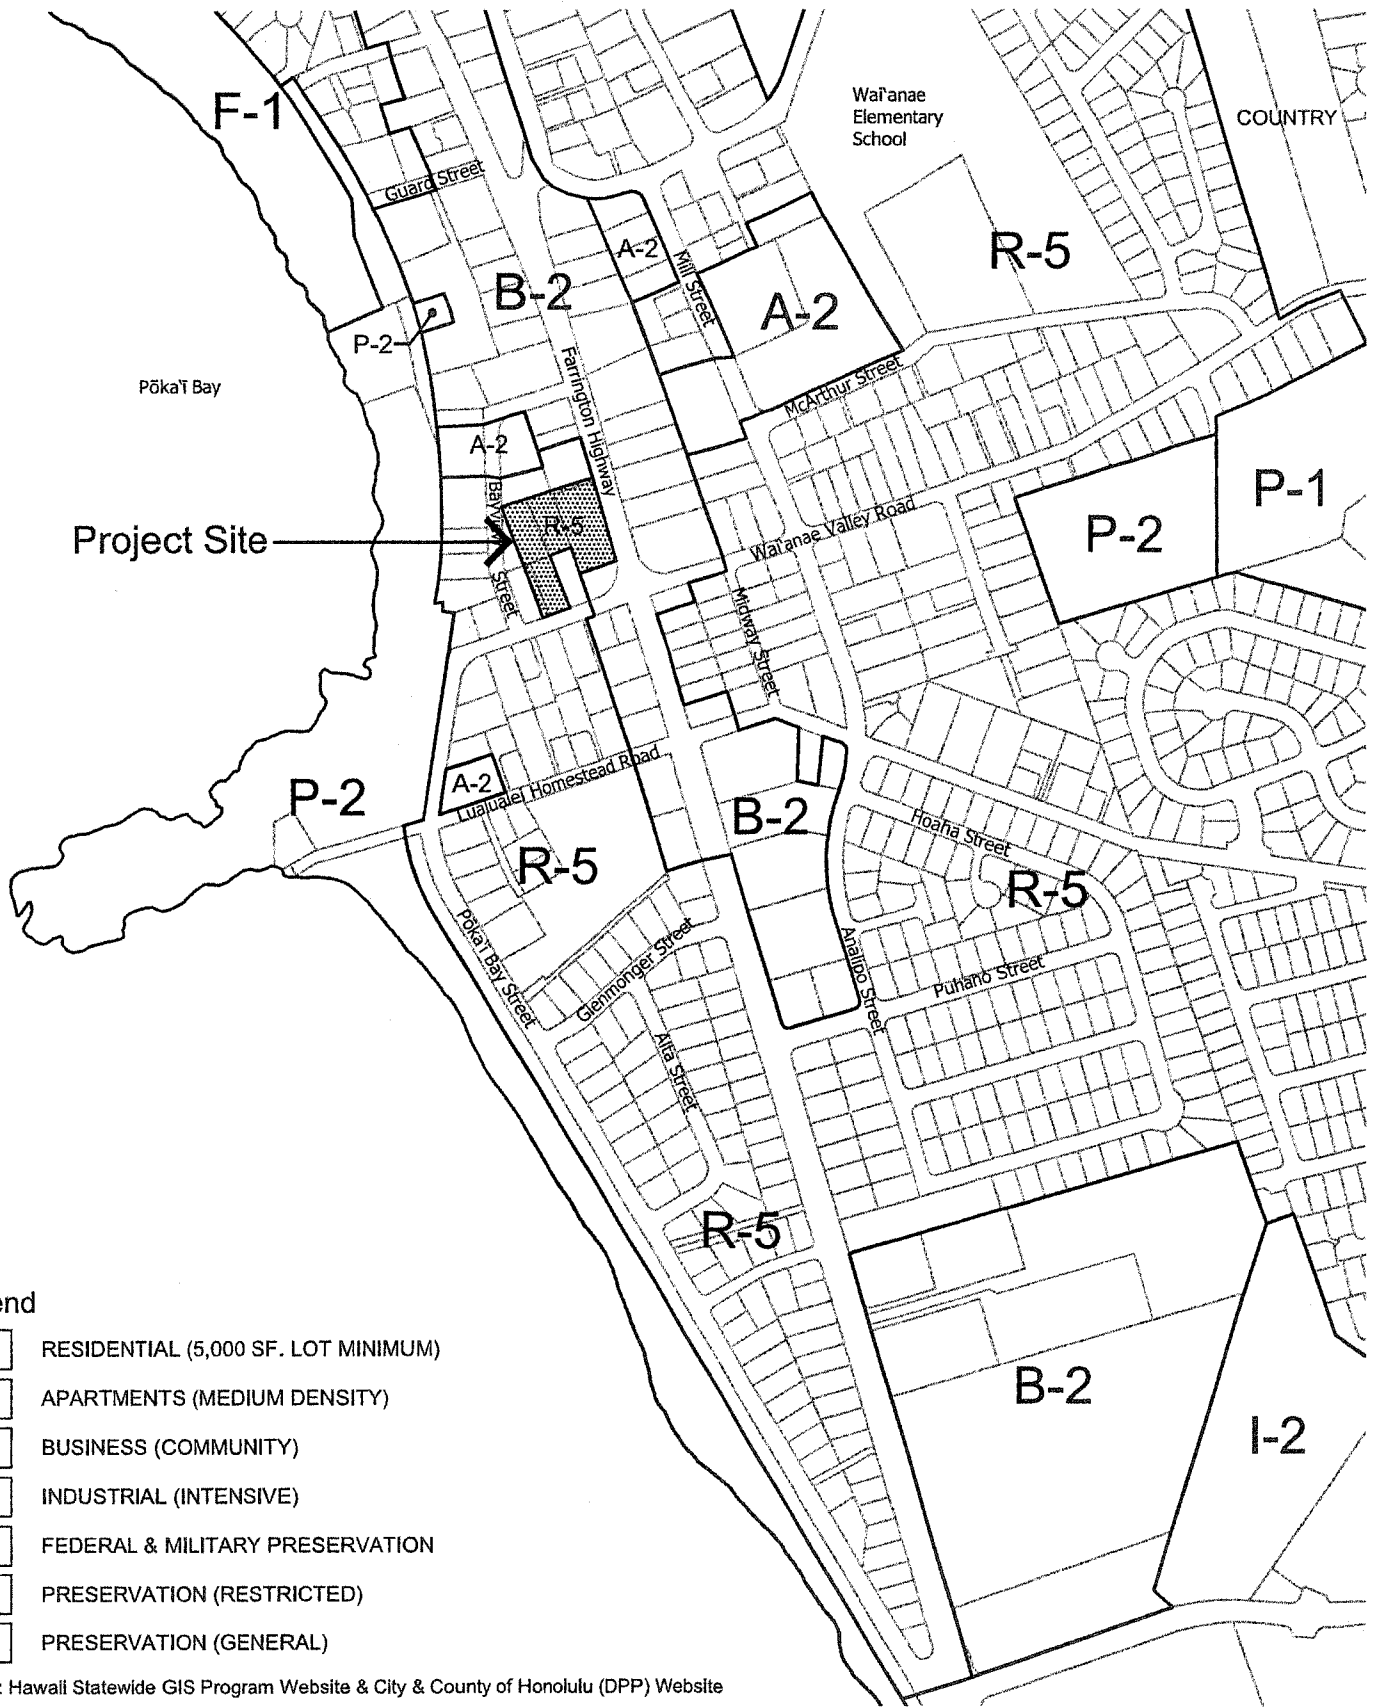 F-1
Guard Street
Wai‛anae
Elementary
School
COUNTRY
R-5
A-2
Mill Street
B-2
A-2
P-2
Farrington Highway
McArthur Street
Pōka‛ī Bay
A-2
P-1
Bay
Street
R-5
Wai‛anae Valley Road
P-2
Project Site
Midway Street
A-2
Lualualei Homestead Road
P-2
B-2
Hoaha Street
R-5
R-5
Pōka‛ī Bay Street
Glenmonger Street
Analipo Street
Puhano Street
Alta Street
R-5
B-2
I-2
end
RESIDENTIAL (5,000 SF. LOT MINIMUM)
APARTMENTS (MEDIUM DENSITY)
BUSINESS (COMMUNITY)
INDUSTRIAL (INTENSIVE)
FEDERAL & MILITARY PRESERVATION
PRESERVATION (RESTRICTED)
PRESERVATION (GENERAL)
: Hawaii Statewide GIS Program Website & City & County of Honolulu (DPP) Website